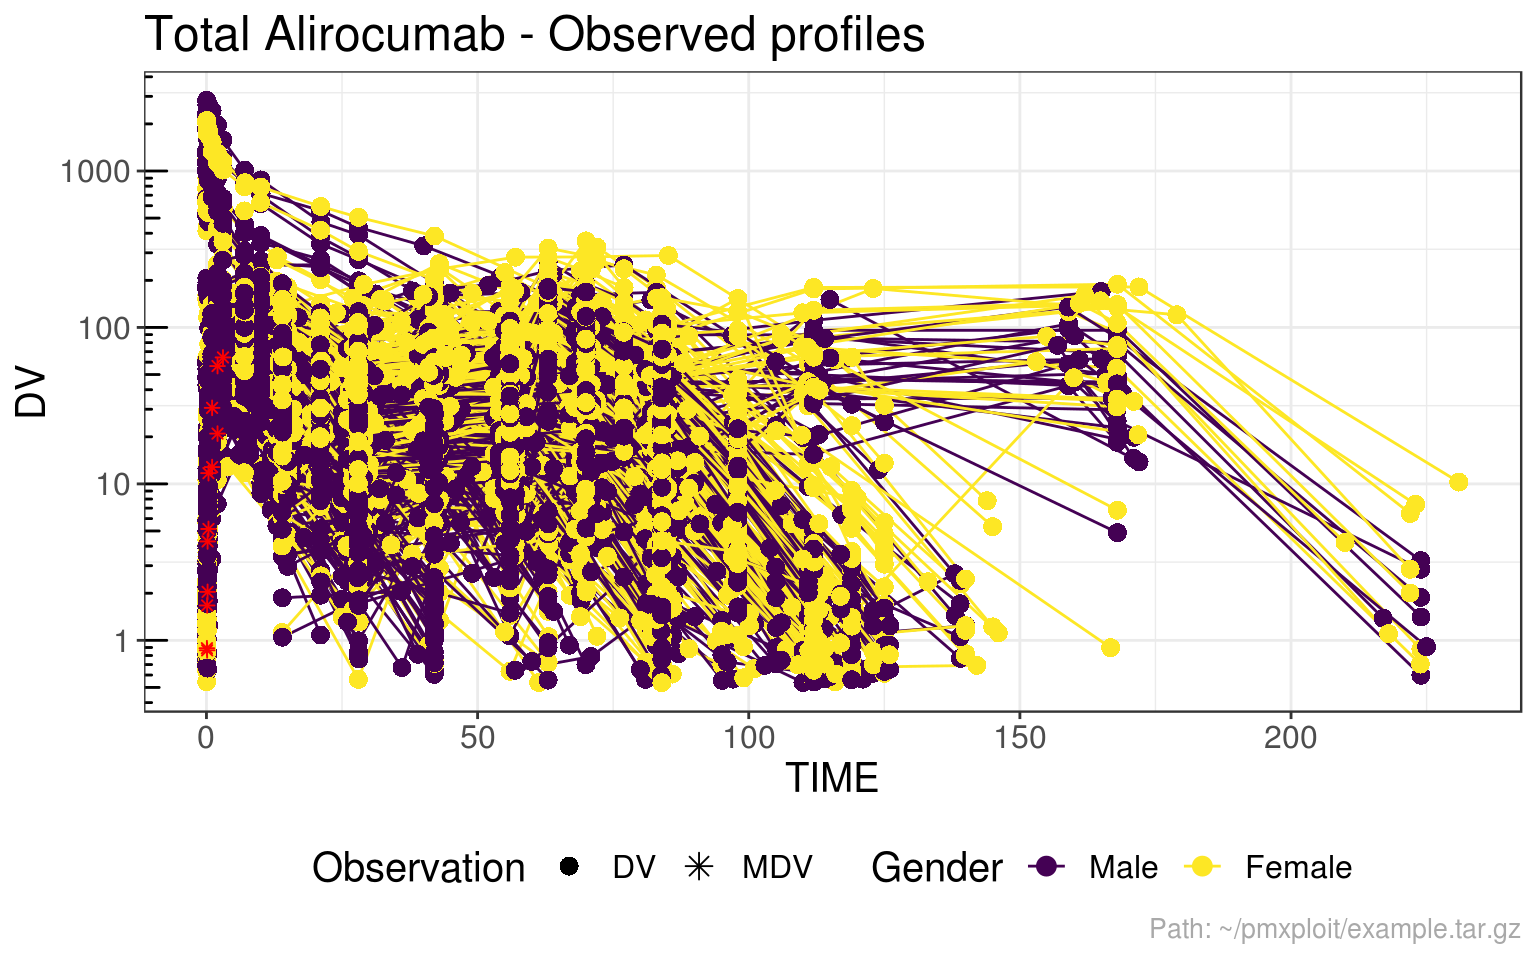 Total Alirocumab - Observed profiles
DV
1000
100
10
1
0 50 100 150 200
TIME
Observation DV MDV Gender Male Female
Path: ~/pmxploit/example.tar.gz